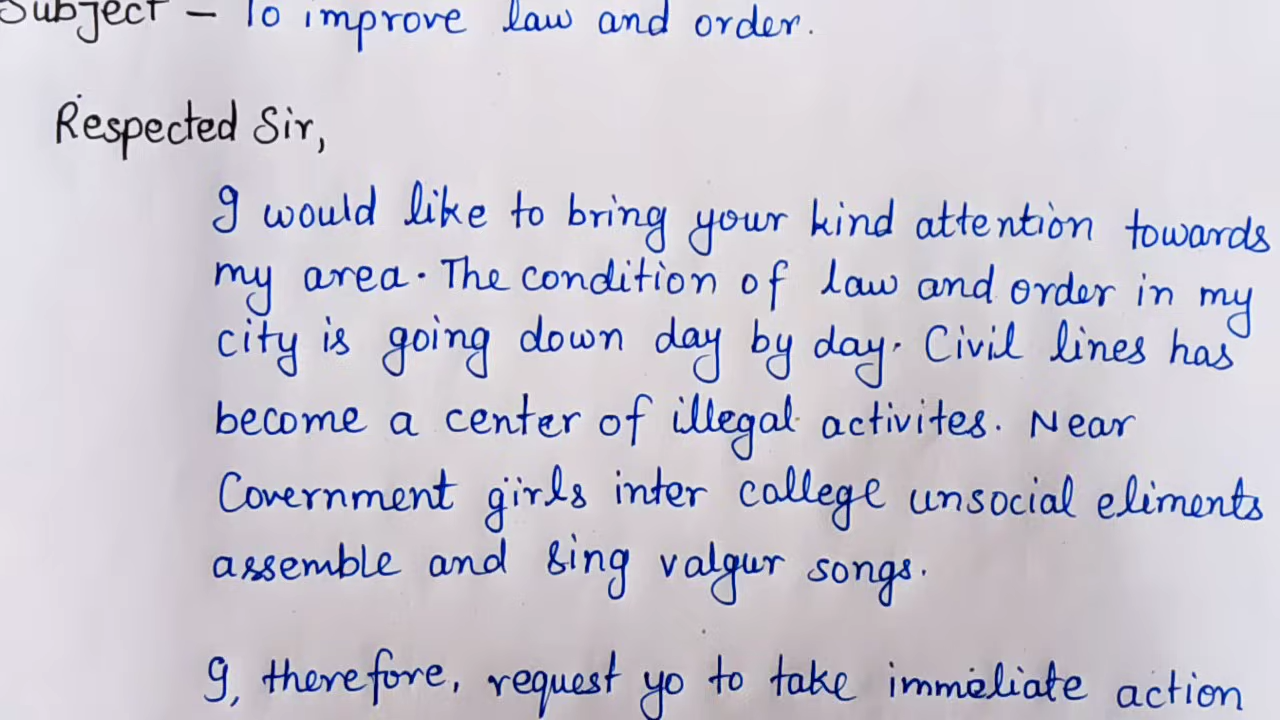 Subject – To improve law and order.
Respected Sir,
I would like to bring your kind attention towards
my area. The condition of law and order in my
city is going down day by day. Civil lines has
become a center of illegal activites. Near
Covernment girls inter college unsocial eliments
assemble and sing valgur songs.
I, therefore, request yo to take immediate action